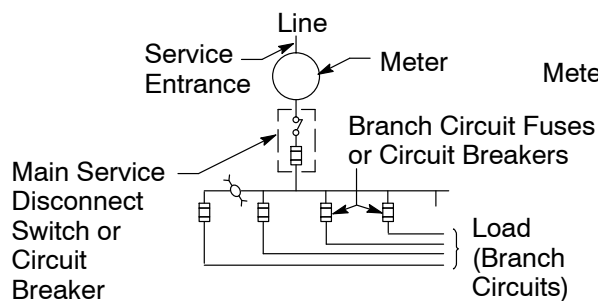 Line
Service
Entrance
Meter
Mete
Branch Circuit Fuses
or Circuit Breakers
Main Service
Disconnect
Switch or
Circuit
Breaker
Load
(Branch
Circuits)